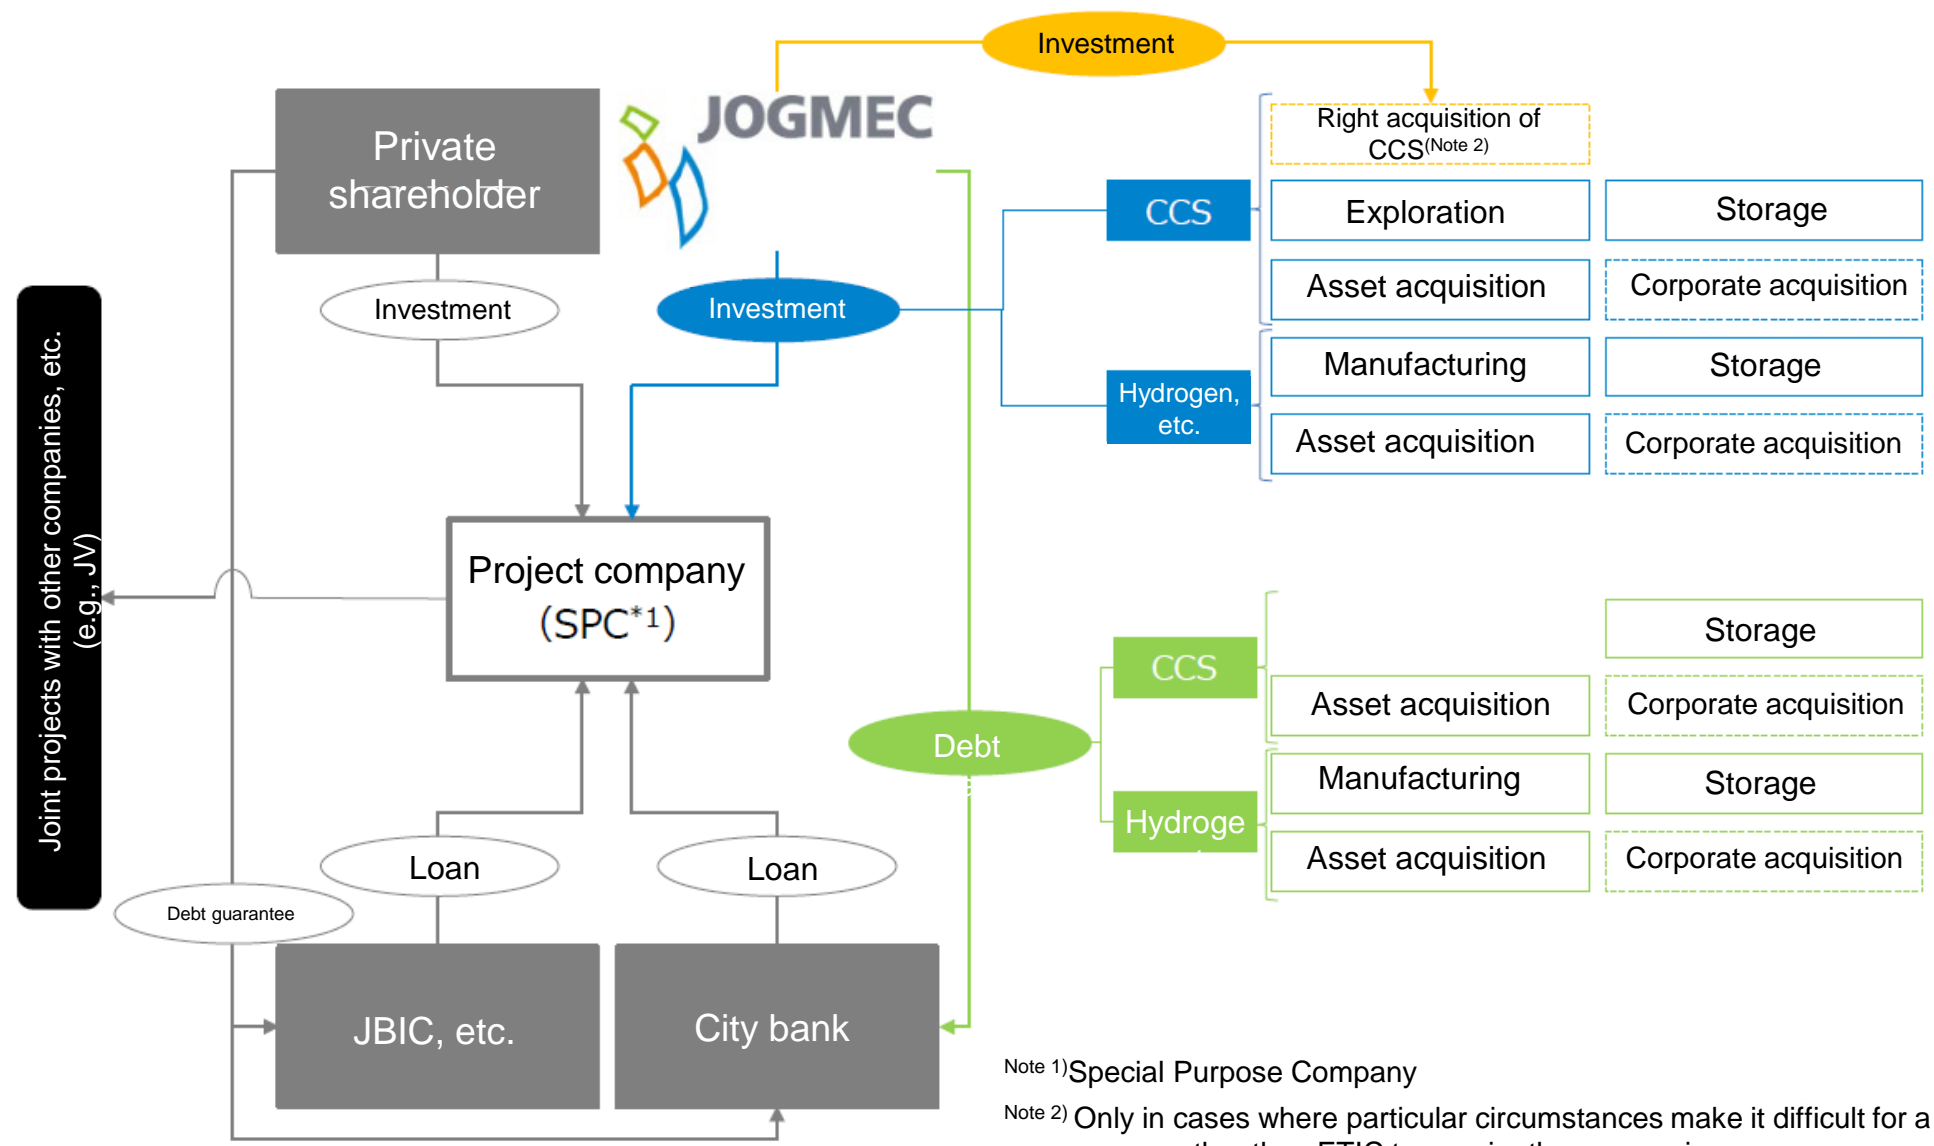 Investment
JOGMEC
Private
shareholder
Right acquisition of
CCS(Note 2)
CCS
Exploration
Storage
Asset acquisition
Corporate acquisition
Investment
Investment
Manufacturing
Storage
Hydrogen,
etc.
Asset acquisition
Corporate acquisition
Joint projects with other companies, etc.
(e.g., JV)
Project company
(SPC*1)
Storage
CCS
Asset acquisition
Corporate acquisition
Debt
Manufacturing
Storage
Hydroge
Asset acquisition
Corporate acquisition
Loan
Loan
Debt guarantee
JBIC, etc.
City bank
Note 1)Special Purpose Company
Note 2) Only in cases where particular circumstances make it difficult for a